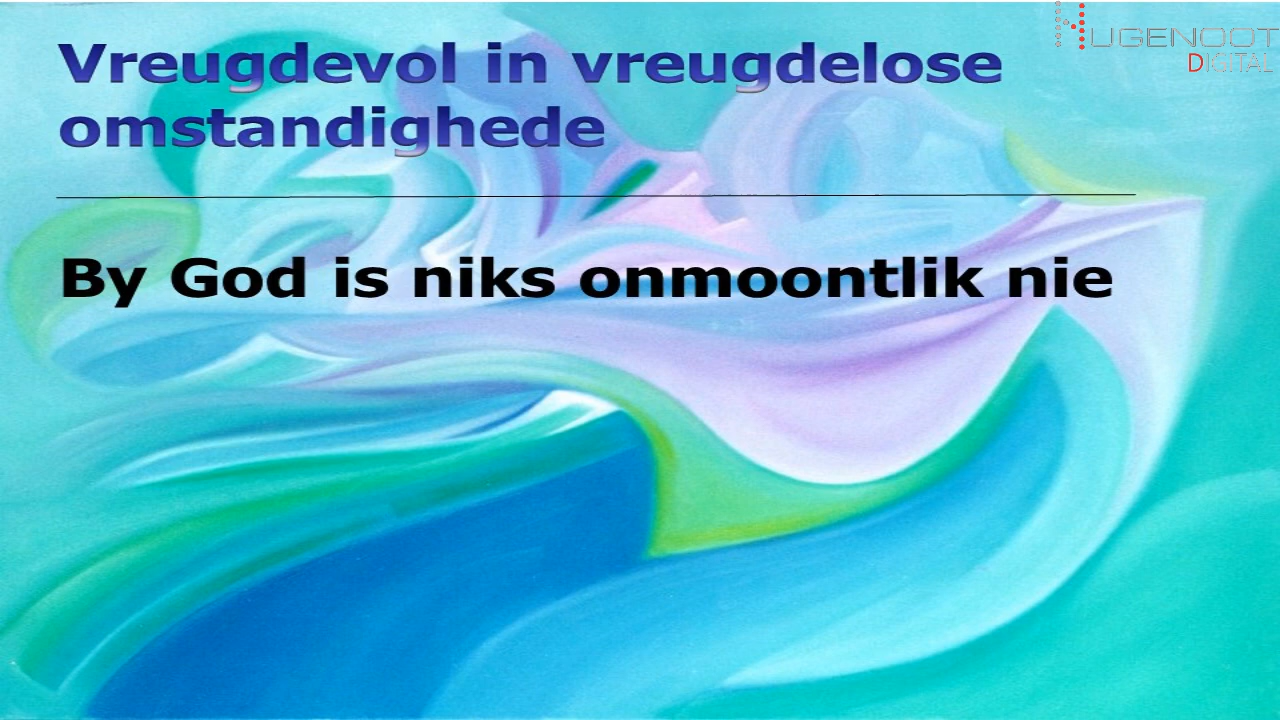 HUGENOOT
DIGITAL
Vreugdevol in vreugdelose
omstandighede
By God is niks onmoontlik nie